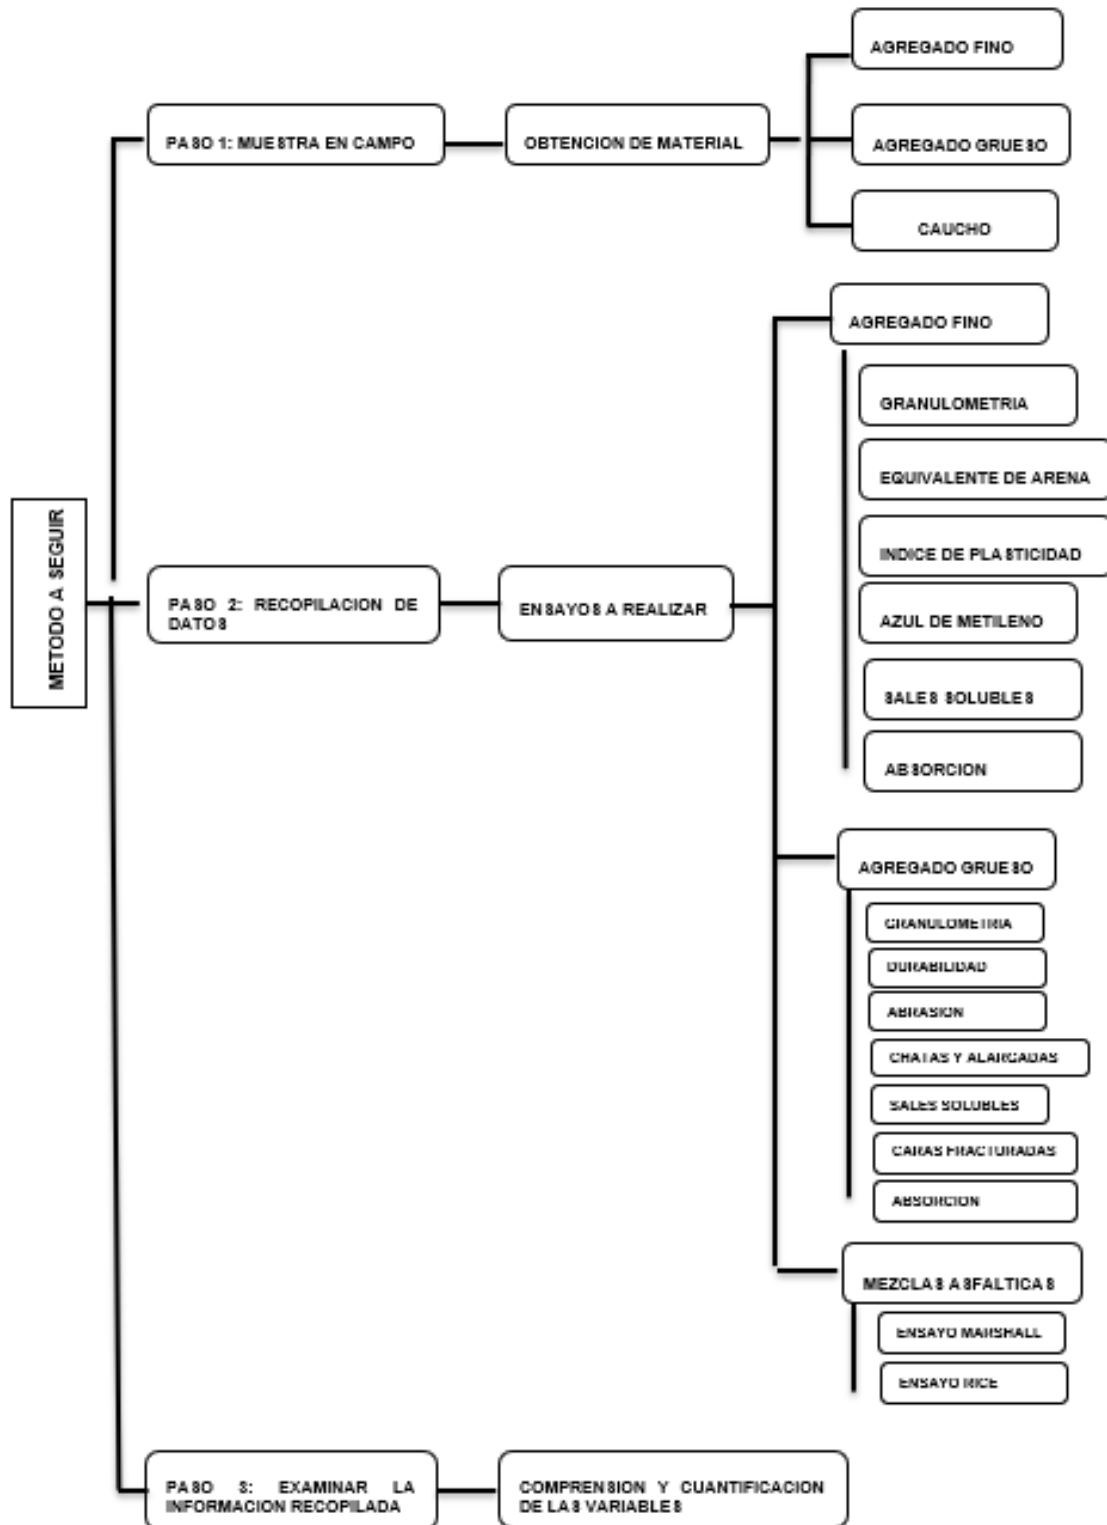 METODO A SEGUIR
PASO 1: MUESTRA EN CAMPO
OBTENCION DE MATERIAL
AGREGADO FINO
AGREGADO GRUESO
CAUCHO
PASO 2: RECOPILACION DE
DATOS
ENSAYOS A REALIZAR
AGREGADO FINO
GRANULOMETRIA
EQUIVALENTE DE ARENA
INDICE DE PLASTICIDAD
AZUL DE METILENO
SALES SOLUBLES
ABSORCION
AGREGADO GRUESO
GRANULOMETRIA
DURABILIDAD
ABRASION
CHATAS Y ALARGADAS
SALES SOLUBLES
CARAS FRACTURADAS
ABSORCION
MEZCLAS ASFALTICAS
ENSAYO MARSHALL
ENSAYO RICE
PASO 3: EXAMINAR LA
INFORMACION RECOPILADA
COMPRENSION Y CUANTIFICACION
DE LAS VARIABLES